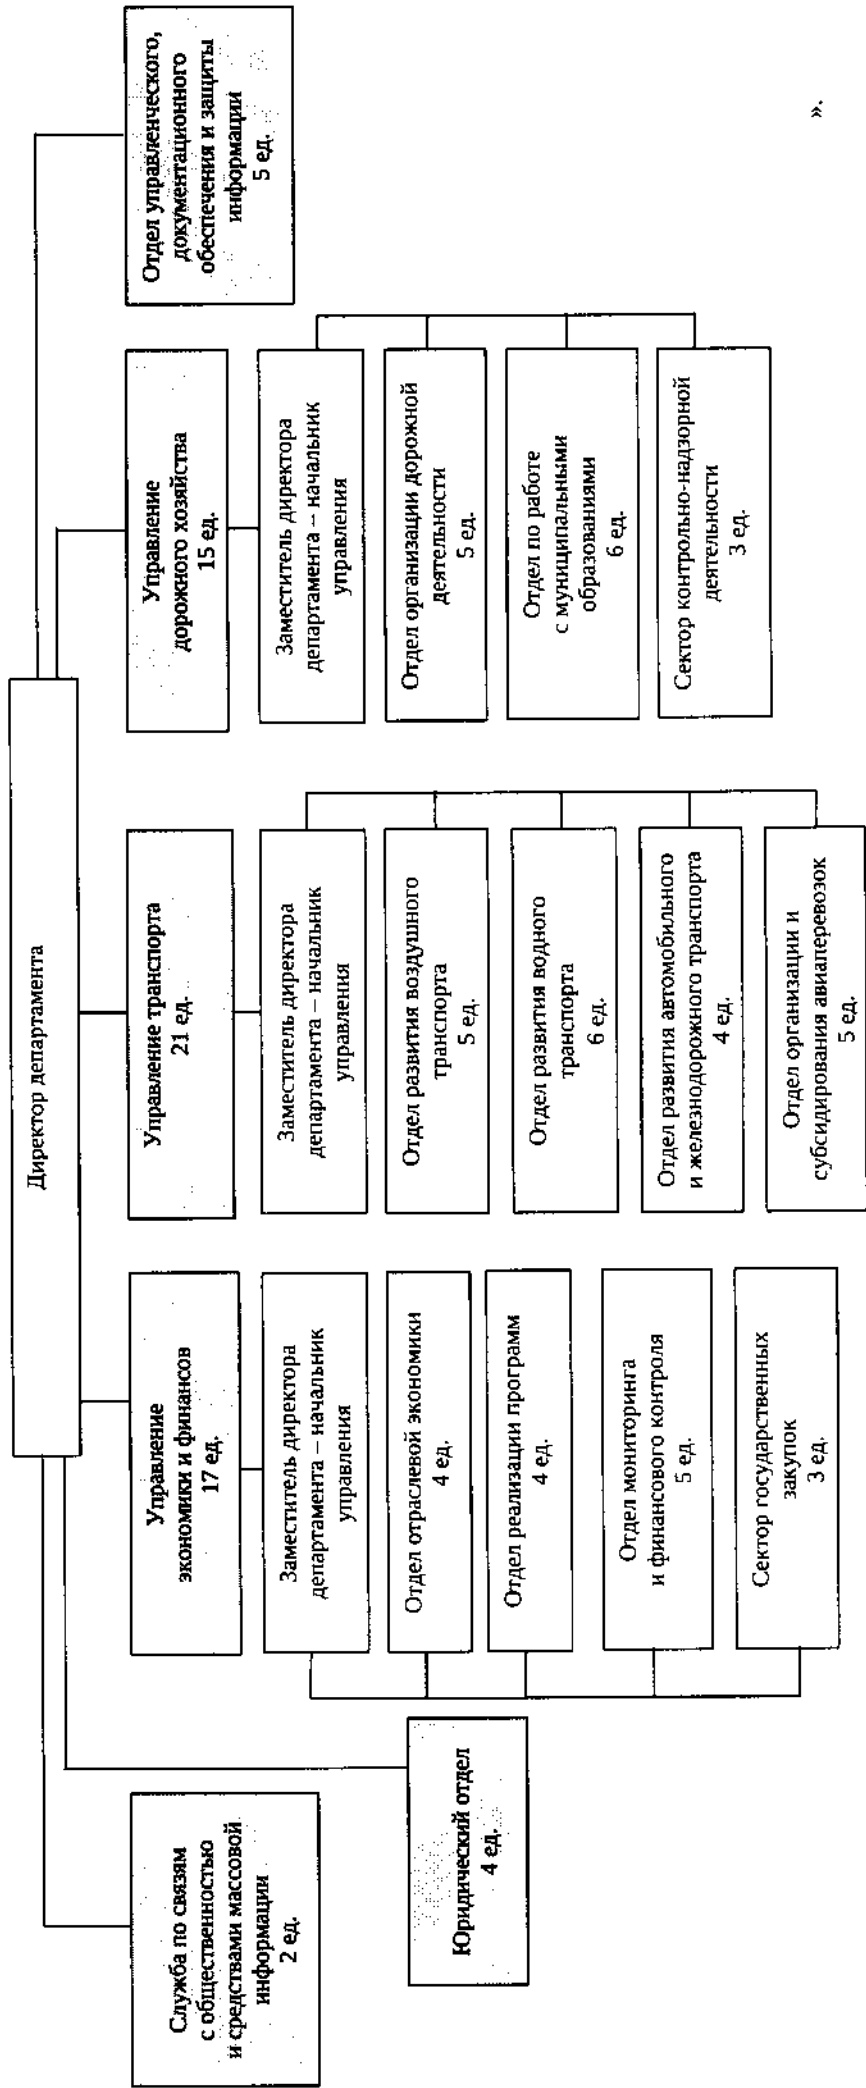 Директор департамента
Служба по связям
с общественностью
и средствами массовой
информации
2 ед.
Юридический отдел
4 ед.
Управление
экономики и финансов
17 ед.
Заместитель директора
департамента – начальник
управления
Отдел отраслевой экономики
4 ед.
Отдел реализации программ
4 ед.
Отдел мониторинга
и финансового контроля
5 ед.
Сектор государственных
закупок
3 ед.
Управление транспорта
21 ед.
Заместитель директора
департамента – начальник
управления
Отдел развития воздушного
транспорта
5 ед.
Отдел развития водного
транспорта
6 ед.
Отдел развития автомобильного
и железнодорожного транспорта
4 ед.
Отдел организации и
субсидирования авиаперевозок
5 ед.
Управление
дорожного хозяйства
15 ед.
Заместитель директора
департамента – начальник
управления
Отдел организации дорожной
деятельности
5 ед.
Отдел по работе
с муниципальными
образованиями
6 ед.
Сектор контрольно-надзорной
деятельности
3 ед.
Отдел управленческого,
документационного
обеспечения и защиты
информации
5 ед.
».